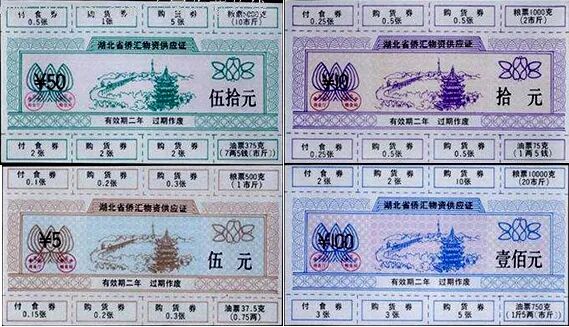 付食券 购货券 购货券 粮票5000克
0.5张 1张 5张 (10市斤)
湖北省侨汇物资供应证
¥50
伍拾元
有效期二年 过期作废
付食券 购货券 购货券 油票375克
2张 2张 2张 (7两5钱(市斤))
付食券 购货券 购货券 粮票1000克
0.25张 0.5张 0.5张 (2市斤)
湖北省侨汇物资供应证
¥10
拾元
有效期二年 过期作废
付食券 购货券 购货券 油票75克
0.25张 0.5张 0.5张 (1两5钱)
付食券 购货券 购货券 粮票500克
0.1张 0.2张 0.3张 (1市斤)
湖北省侨汇物资供应证
¥5
伍元
有效期二年 过期作废
付食券 购货券 购货券 油票37.5克
0.15张 0.2张 0.3张 (0.75两)
付食券 购货券 购货券 粮票10000克
2张 2张 10张 (20市斤)
湖北省侨汇物资供应证
¥100
壹佰元
有效期二年 过期作废
付食券 购货券 购货券 油票750克
3张 3张 5张 (1斤5两(市斤))